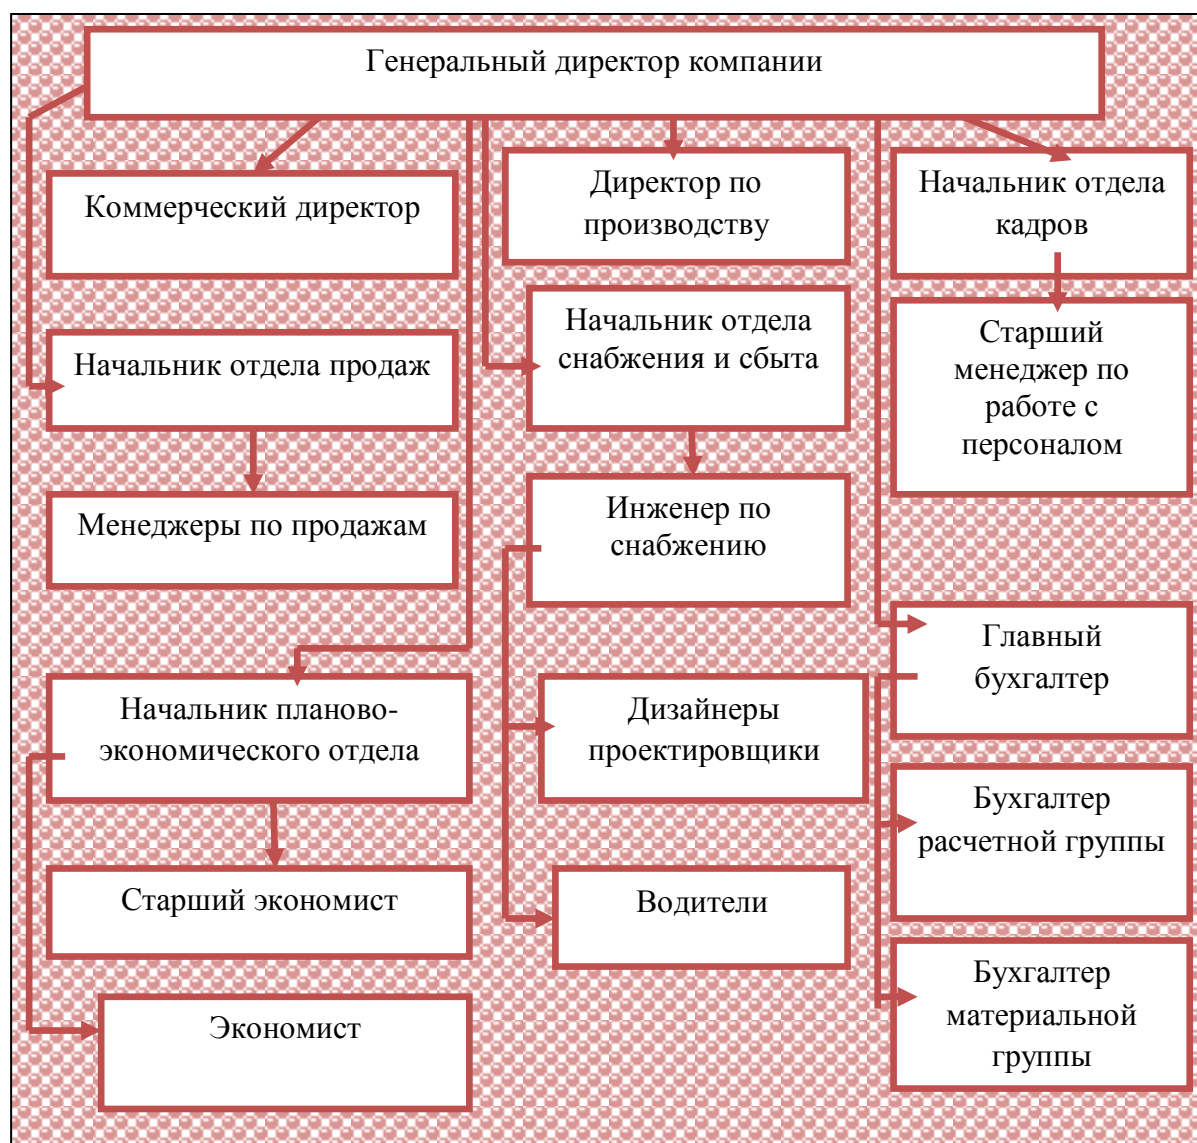 Генеральный директор компании
Коммерческий директор
Директор по
производству
Начальник отдела
кадров
Начальник отдела продаж
Начальник отдела
снабжения и сбыта
Старший
менеджер по
работе с
персоналом
Менеджеры по продажам
Инженер по
снабжению
Главный
бухгалтер
Начальник планово-
экономического отдела
Дизайнеры
проектировщики
Бухгалтер
расчетной группы
Старший экономист
Водители
Бухгалтер
материальной
группы
Экономист